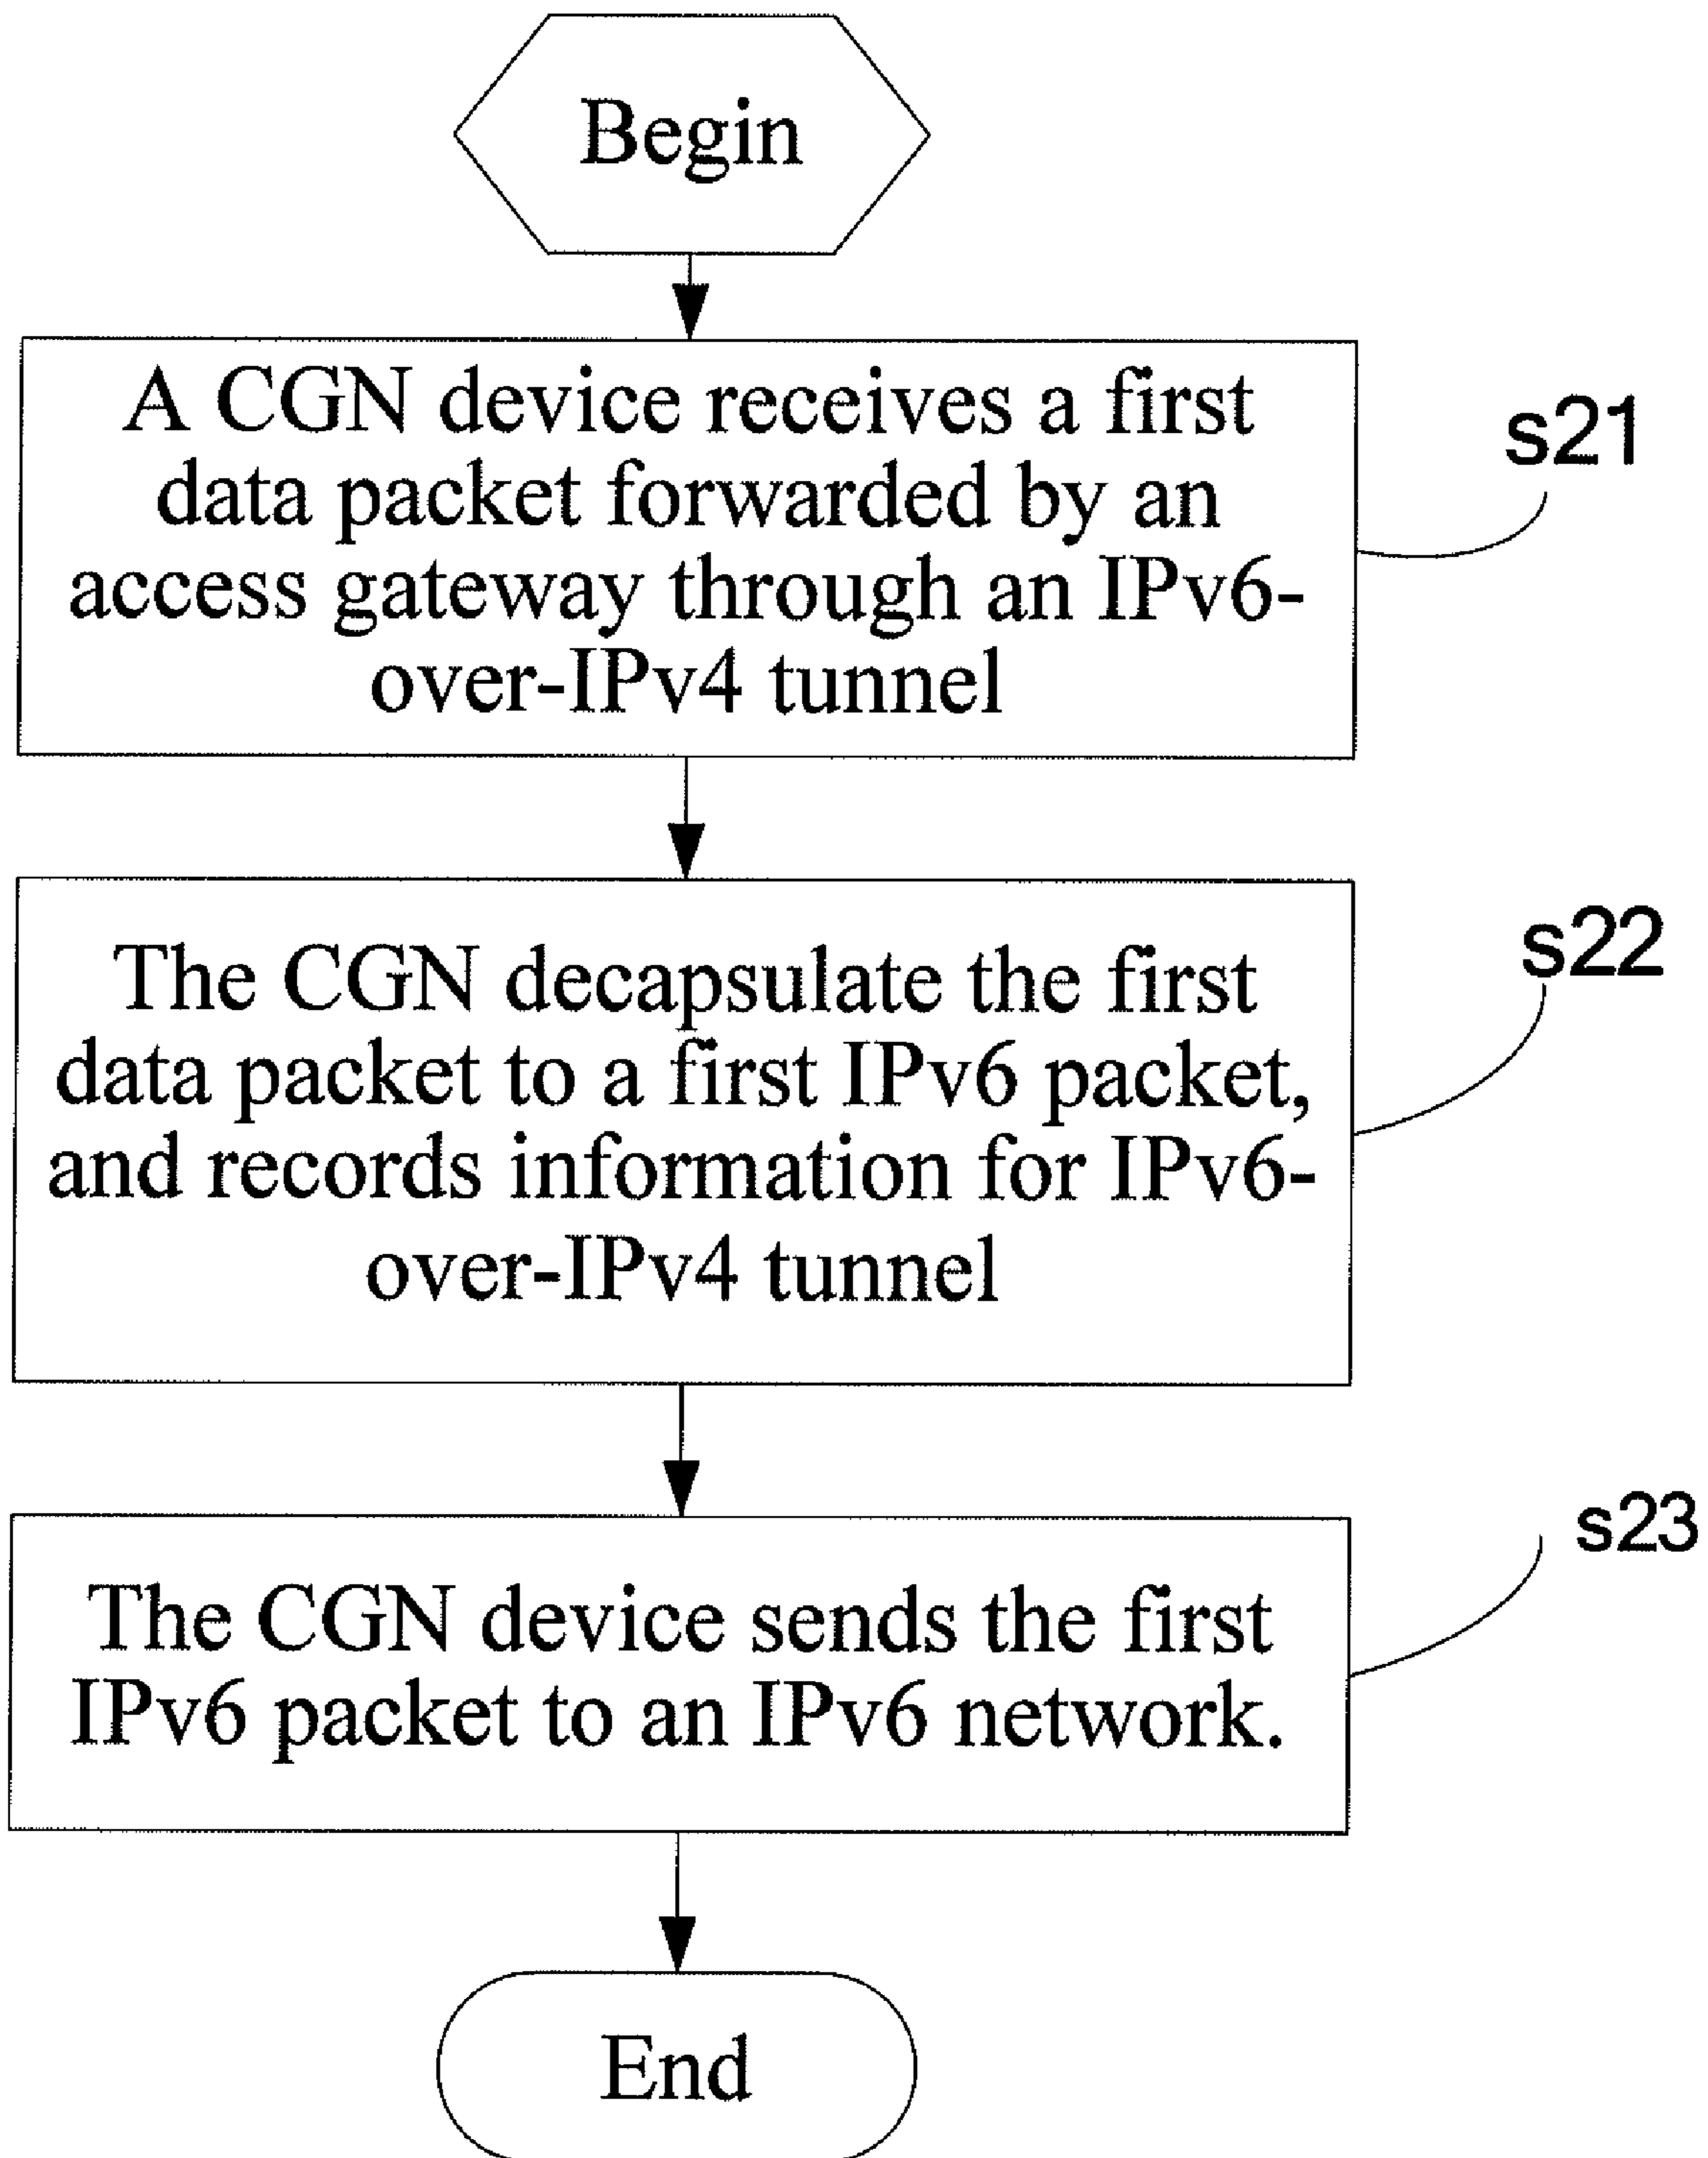 Begin
A CGN device receives a first
data packet forwarded by an
access gateway through an IPv6-
over-IPv4 tunnel
s21
The CGN decapsulate the first
data packet to a first IPv6 packet,
and records information for IPv6-
over-IPv4 tunnel
s22
The CGN device sends the first
IPv6 packet to an IPv6 network.
s23
End